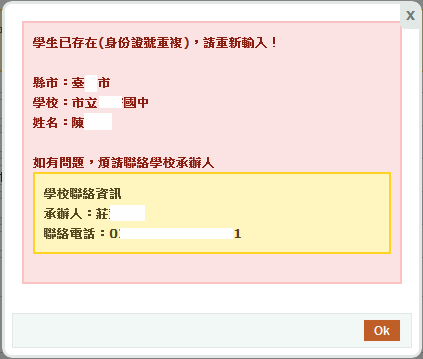 x
學生已存在(身份證號重複)，請重新輸入！
縣市：臺 市
學校：市立 國中
姓名：陳
如有問題，煩請聯絡學校承辦人
學校聯絡資訊
承辦人：莊
聯絡電話：0 1
Ok